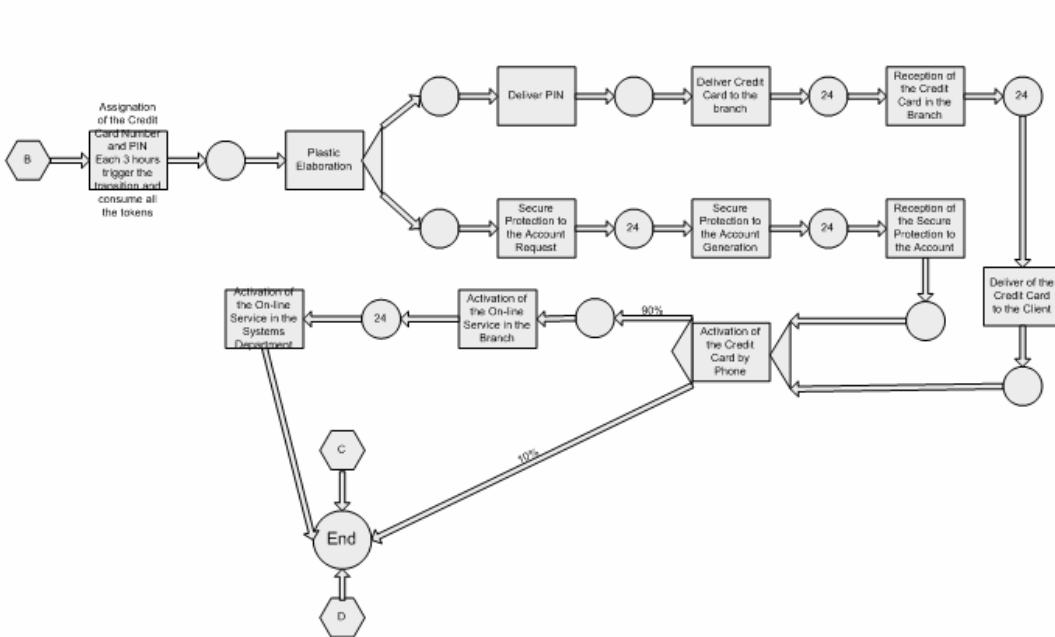 B
Assignation
of the Credit
Card Number
and PIN
Each 3 hours
trigger the
transition and
consume all
the tokens
Plastic
Elaboration
Deliver PIN
Deliver Credit
Card to the
branch
24
Reception of
the Credit
Card in the
Branch
24
Secure
Protection to
the Account
Request
24
Secure
Protection to
the Account
Generation
24
Reception of
the Secure
Protection to
the Account
Deliver of the
Credit Card
to the Client
Activation of
the Credit
Card by
Phone
90%
Activation of
the On-line
Service in the
Branch
24
Activation of
the On-line
Service in the
Systems
Department
10%
C
End
D